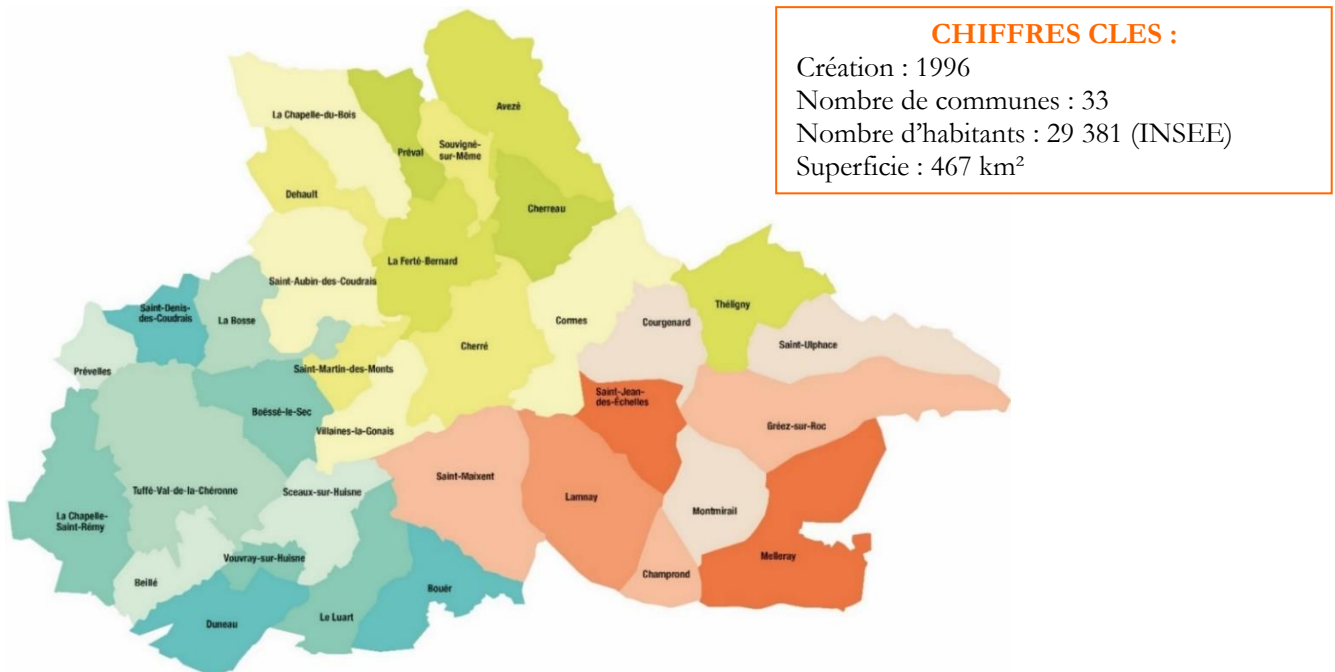 CHIFFRES CLES :
Création : 1996
Nombre de communes : 33
Nombre d’habitants : 29 381 (INSEE)
Superficie : 467 km²
Avezé
La Chapelle-du-Bois
Préval
Souvigné-
sur-Même
Dehault
Cherreau
La Ferté-Bernard
Saint-Aubin-des-Coudrais
Saint-Denis-
des-Coudrais
La Bosse
Théligny
Cormes
Courgenard
Saint-Ulphace
Cherré
Prévelles
Saint-Martin-des-Monts
Saint-Jean-
des-Échelles
Boëssé-le-Sec
Villaines-la-Gonais
Gréez-sur-Roc
Saint-Maixent
Tuffé-Val-de-la-Chéronne
Sceaux-sur-Huisne
Lamnay
Montmirail
La Chapelle-
Saint-Rémy
Vouvray-sur-Huisne
Melleray
Beillé
Champrond
Bouër
Le Luart
Duneau